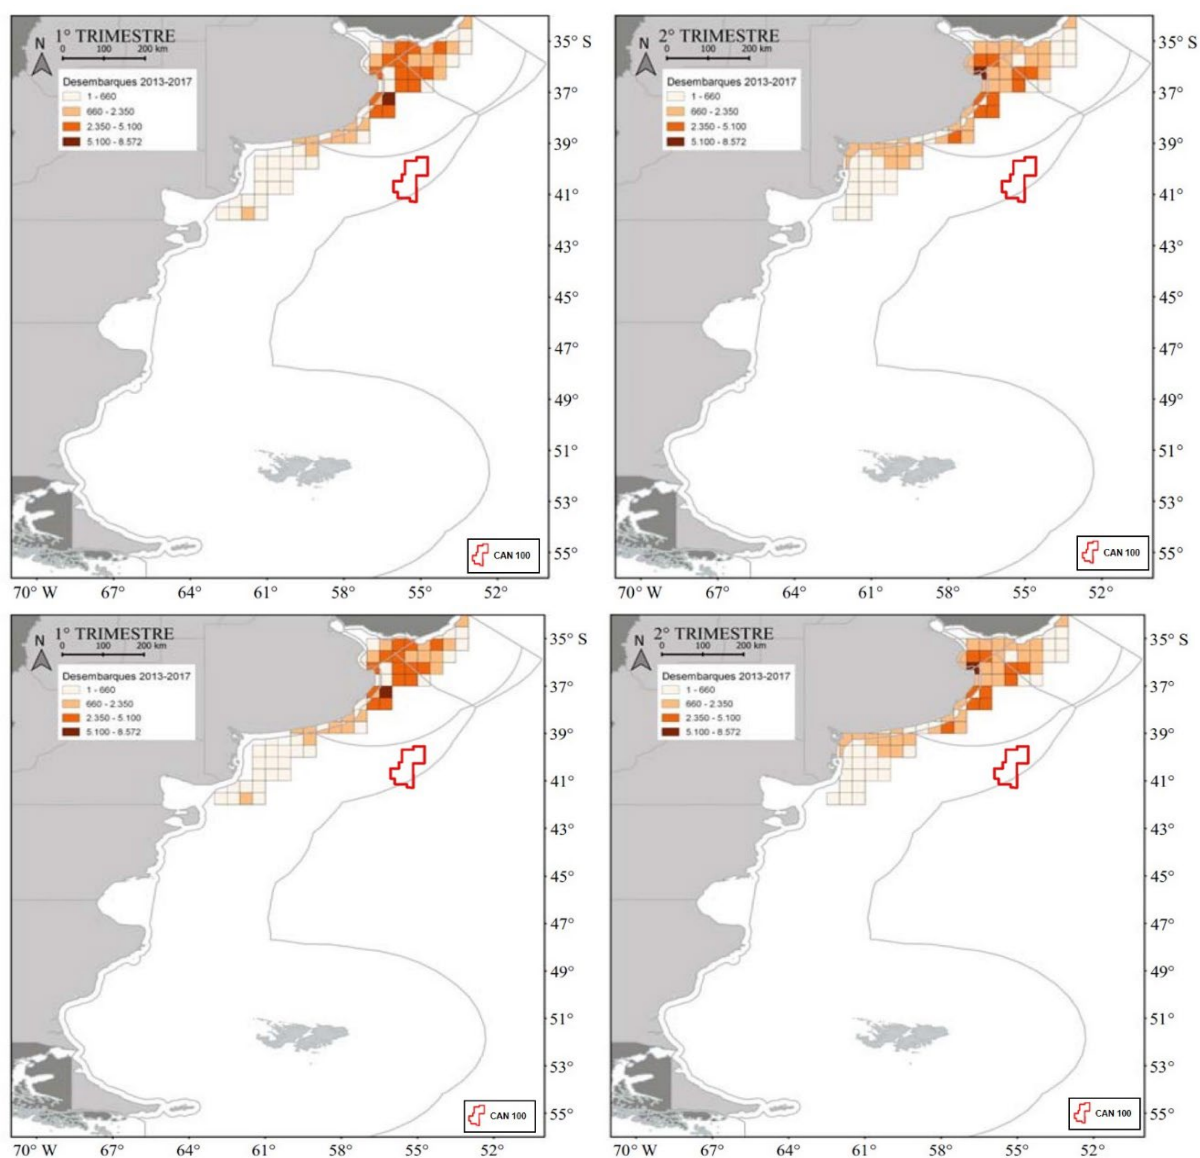 1° TRIMESTRE
N
0 100 200 km
Desembarques 2013-2017
1 - 660
660 - 2.350
2.350 - 5.100
5.100 - 8.572
CAN 100
35° S
37°
39°
41°
43°
45°
47°
49°
51°
53°
55°
70° W 67° 64° 61° 58° 55° 52°
2° TRIMESTRE
N
0 100 200 km
Desembarques 2013-2017
1 - 660
660 - 2.350
2.350 - 5.100
5.100 - 8.572
CAN 100
35° S
37°
39°
41°
43°
45°
47°
49°
51°
53°
55°
70° W 67° 64° 61° 58° 55° 52°
1° TRIMESTRE
N
0 100 200 km
Desembarques 2013-2017
1 - 660
660 - 2.350
2.350 - 5.100
5.100 - 8.572
CAN 100
35° S
37°
39°
41°
43°
45°
47°
49°
51°
53°
55°
70° W 67° 64° 61° 58° 55° 52°
2° TRIMESTRE
N
0 100 200 km
Desembarques 2013-2017
1 - 660
660 - 2.350
2.350 - 5.100
5.100 - 8.572
CAN 100
35° S
37°
39°
41°
43°
45°
47°
49°
51°
53°
55°
70° W 67° 64° 61° 58° 55° 52°